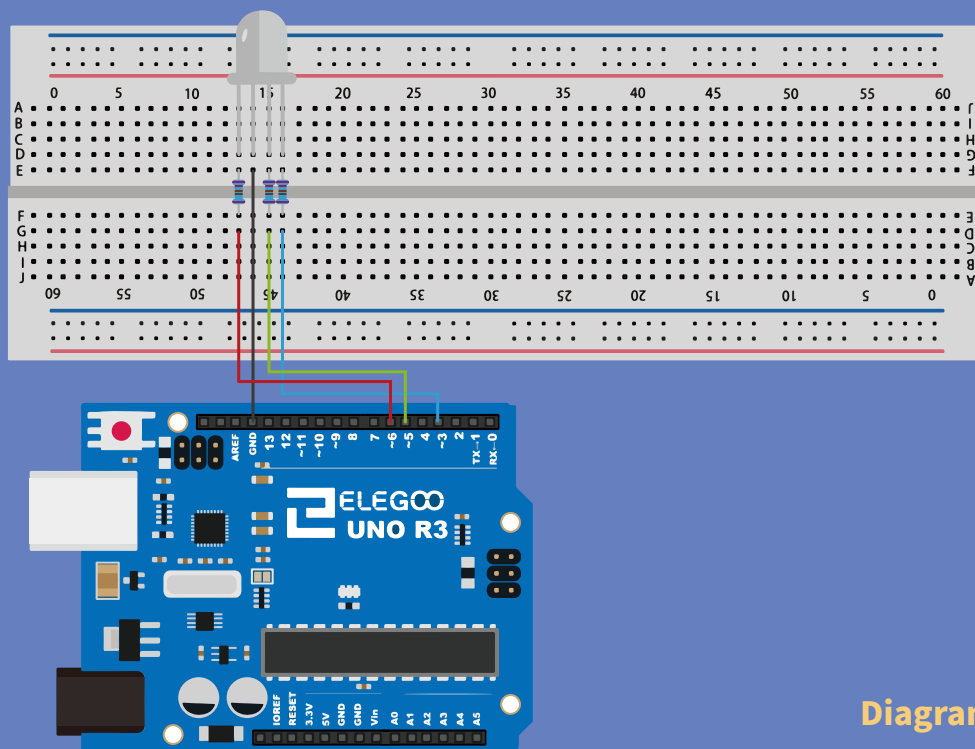 0 5 10 15 20 25 30 35 40 45 50 55 60
A J
B I
C H
D G
E F
F E
G D
H C
I B
J A
60 55 50 45 40 35 30 25 20 15 10 5 0
AREF GND 13 12 ~11 ~10 ~9 8 7 ~6 ~5 4 ~3 2 TX→1 RX←0
ELEGOO
UNO R3
IOREF RESET 3.3V 5V GND GND Vin A0 A1 A2 A3 A4 A5
Diagran